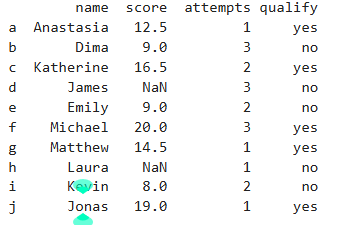 name score attempts qualify
a Anastasia 12.5 1 yes
b Dima 9.0 3 no
c Katherine 16.5 2 yes
d James NaN 3 no
e Emily 9.0 2 no
f Michael 20.0 3 yes
g Matthew 14.5 1 yes
h Laura NaN 1 no
i Kevin 8.0 2 no
j Jonas 19.0 1 yes